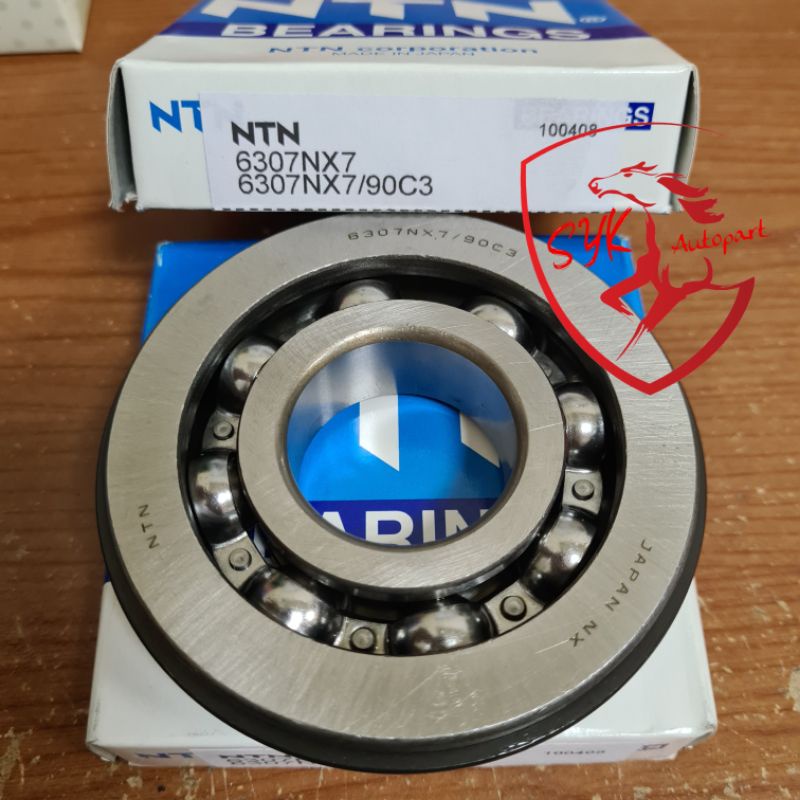 NTN®
BEARINGS
NTN corporation
MADE IN JAPAN
NTN
100408
6307NX7
6307NX7/90C3
SYK Autopart
6307NX7/90C3
NTN
JAPAN NX
NTN
100408